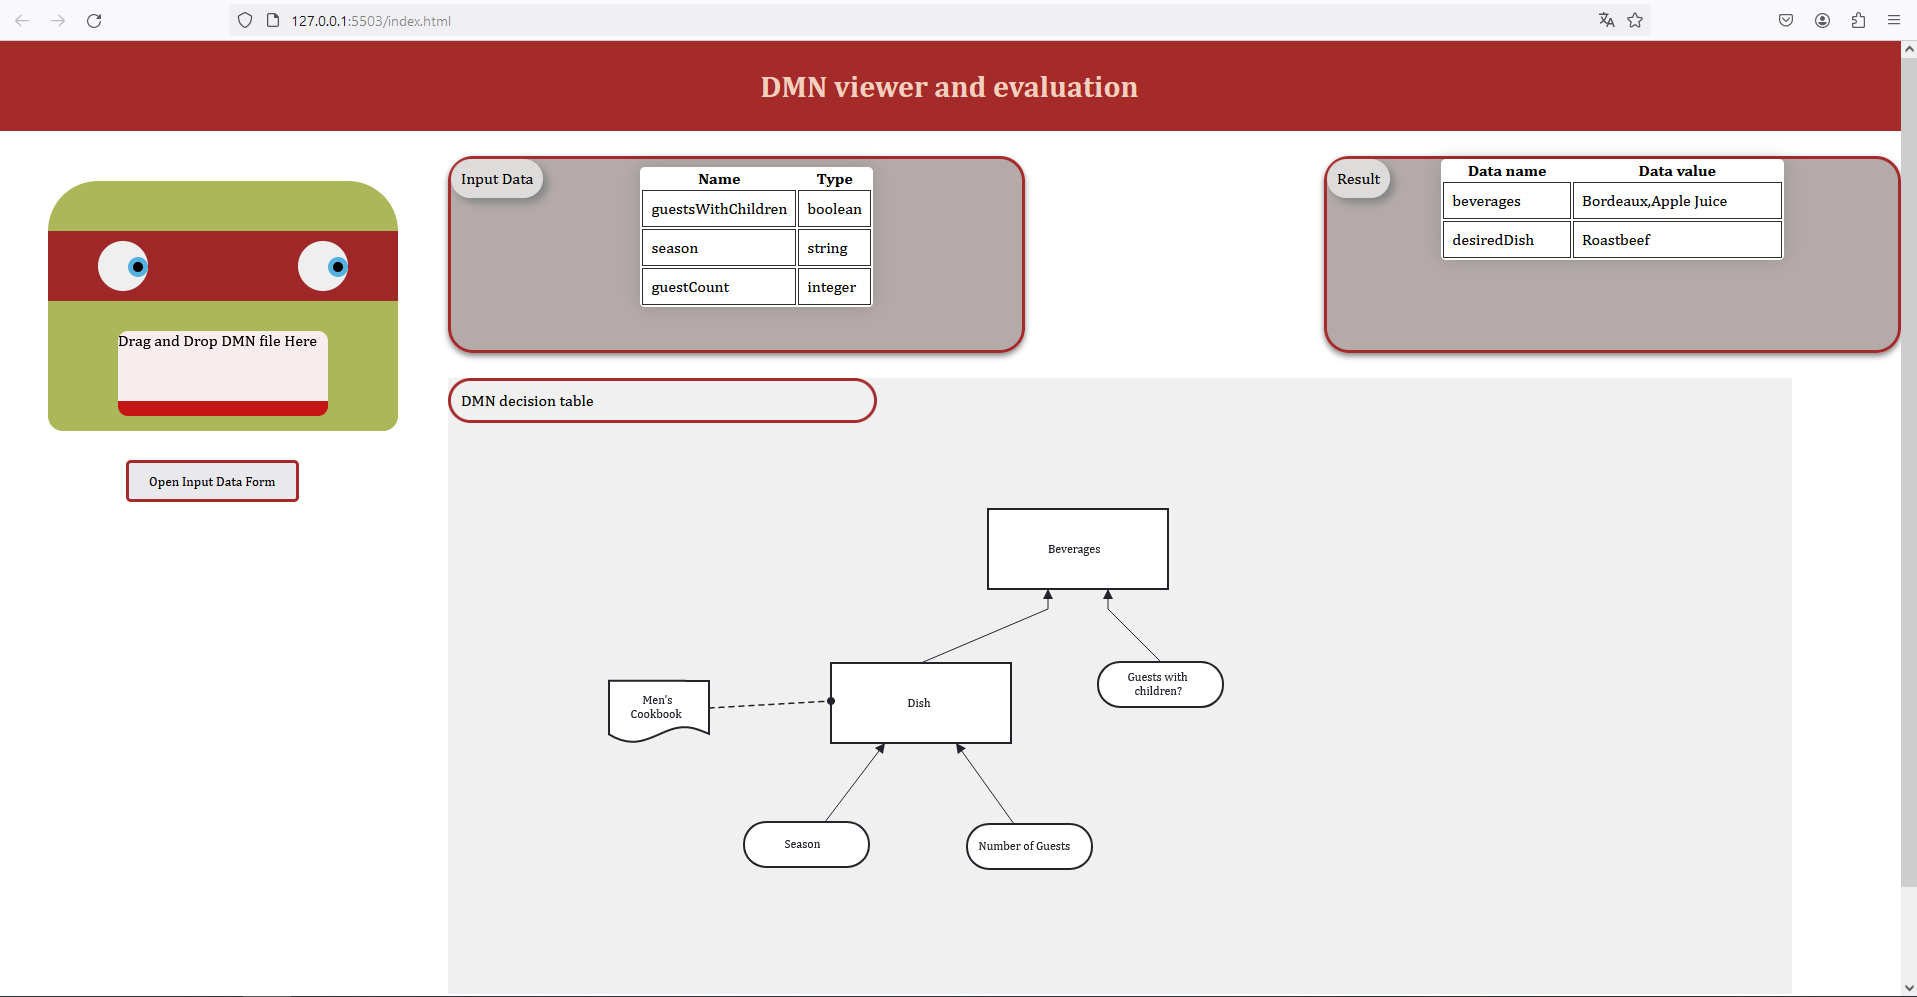 127.0.0.1:5503/index.html
DMN viewer and evaluation
Input Data
Name Type
guestsWithChildren boolean
season string
guestCount integer
Result
Data name Data value
beverages Bordeaux,Apple Juice
desiredDish Roastbeef
Drag and Drop DMN file Here
Open Input Data Form
DMN decision table
Beverages
Guests with
children?
Men's
Cookbook
Dish
Season
Number of Guests